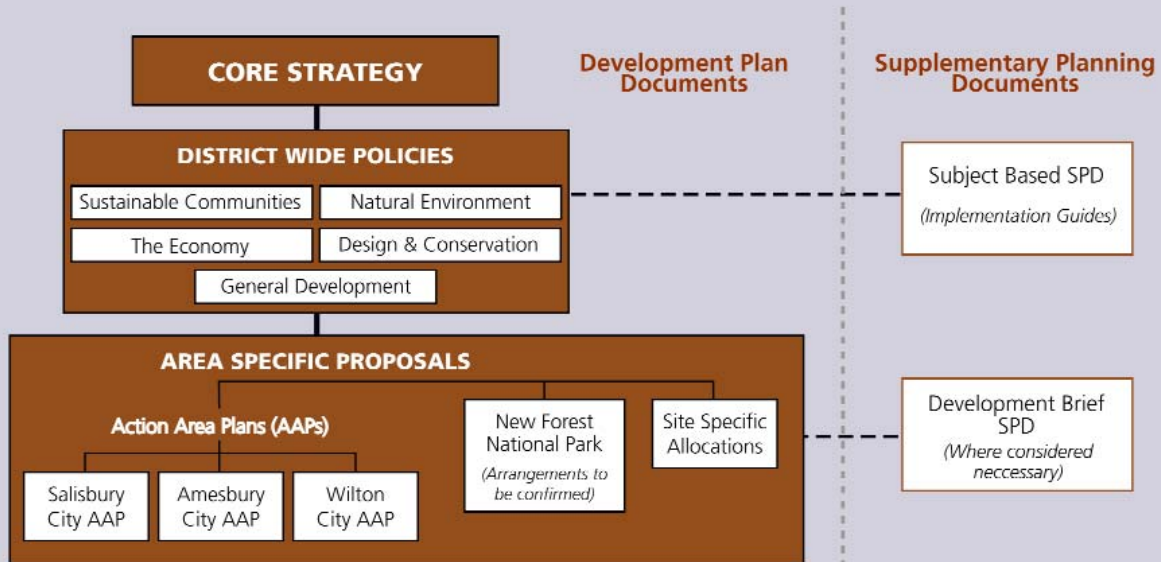 CORE STRATEGY
Development Plan
Documents
Supplementary Planning
Documents
DISTRICT WIDE POLICIES
Sustainable Communities
Natural Environment
The Economy
Design & Conservation
General Development
Subject Based SPD
(Implementation Guides)
AREA SPECIFIC PROPOSALS
Action Area Plans (AAPs)
Salisbury
City AAP
Amesbury
City AAP
Wilton
City AAP
New Forest
National Park
(Arrangements to
be confirmed)
Site Specific
Allocations
Development Brief
SPD
(Where considered
neccessary)